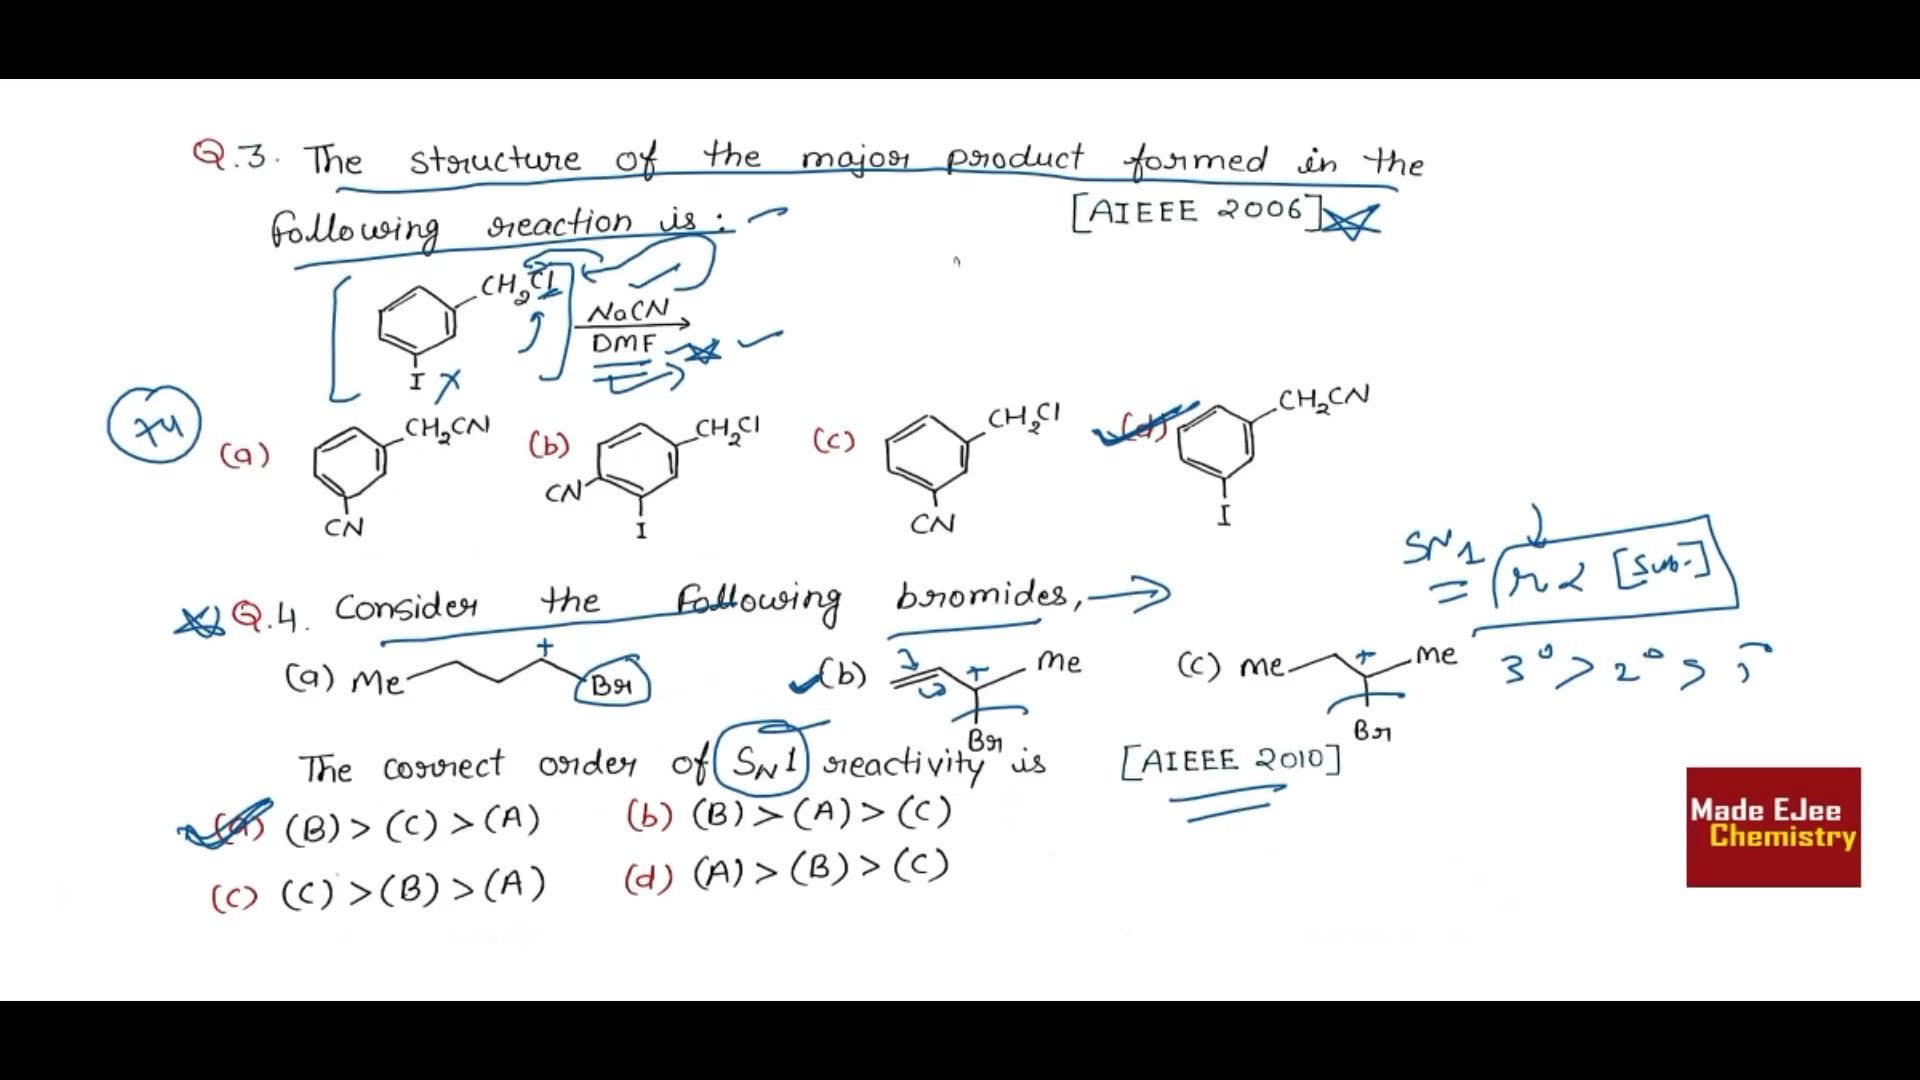 Q.3. The structure of the major product formed in the
following reaction is:
[AIEEE 2006]
CH2Cl
NaCN
DMF
I
(a) CH2CN
CN
(b) CH2Cl
CN
I
(c) CH2Cl
CN
(d) CH2CN
I
SN1
r α [Sub.]
Q.4. Consider the following bromides,
(a) Me Br
(b) Me
Br
(c) Me Me
Br
3° > 2° > 1°
The correct order of SN1 reactivity is [AIEEE 2010]
(a) (B) > (C) > (A) (b) (B) > (A) > (C)
(c) (C) > (B) > (A) (d) (A) > (B) > (C)
Made EJee
Chemistry